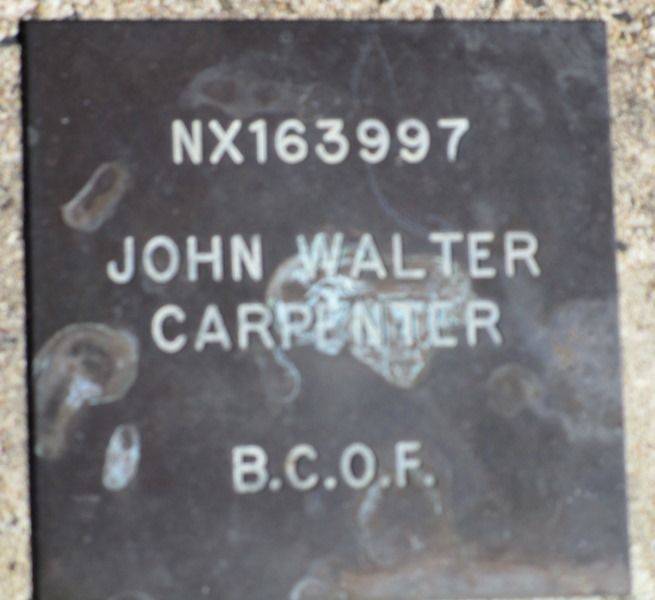 NX163997
JOHN WALTER
CARPENTER
B.C.O.F.